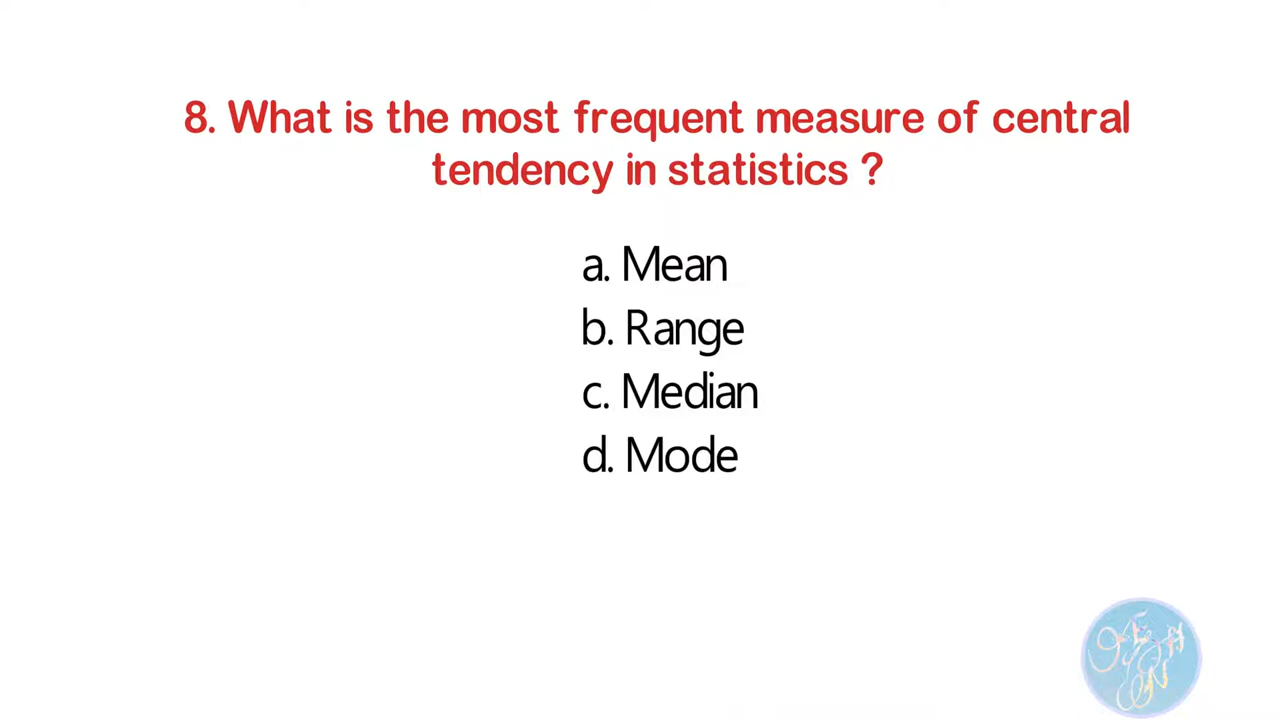 8. What is the most frequent measure of central
tendency in statistics ?
a. Mean
b. Range
c. Median
d. Mode